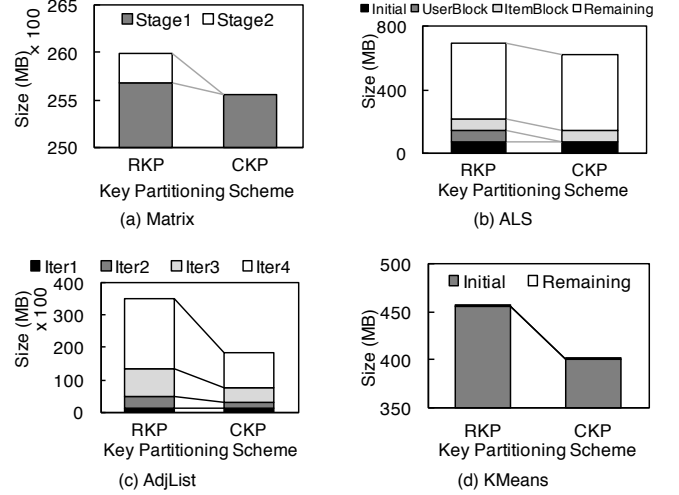 Stage1 Stage2
Size (MB)
x 100
265
260
255
250
RKP CKP
Key Partitioning Scheme
(a) Matrix
Initial UserBlock ItemBlock Remaining
Size (MB)
800
400
0
RKP CKP
Key Partitioning Scheme
(b) ALS
Iter1 Iter2 Iter3 Iter4
Size (MB)
x 100
400
300
200
100
0
RKP CKP
Key Partitioning Scheme
(c) AdjList
Initial Remaining
Size (MB)
500
450
400
350
RKP CKP
Key Partitioning Scheme
(d) KMeans